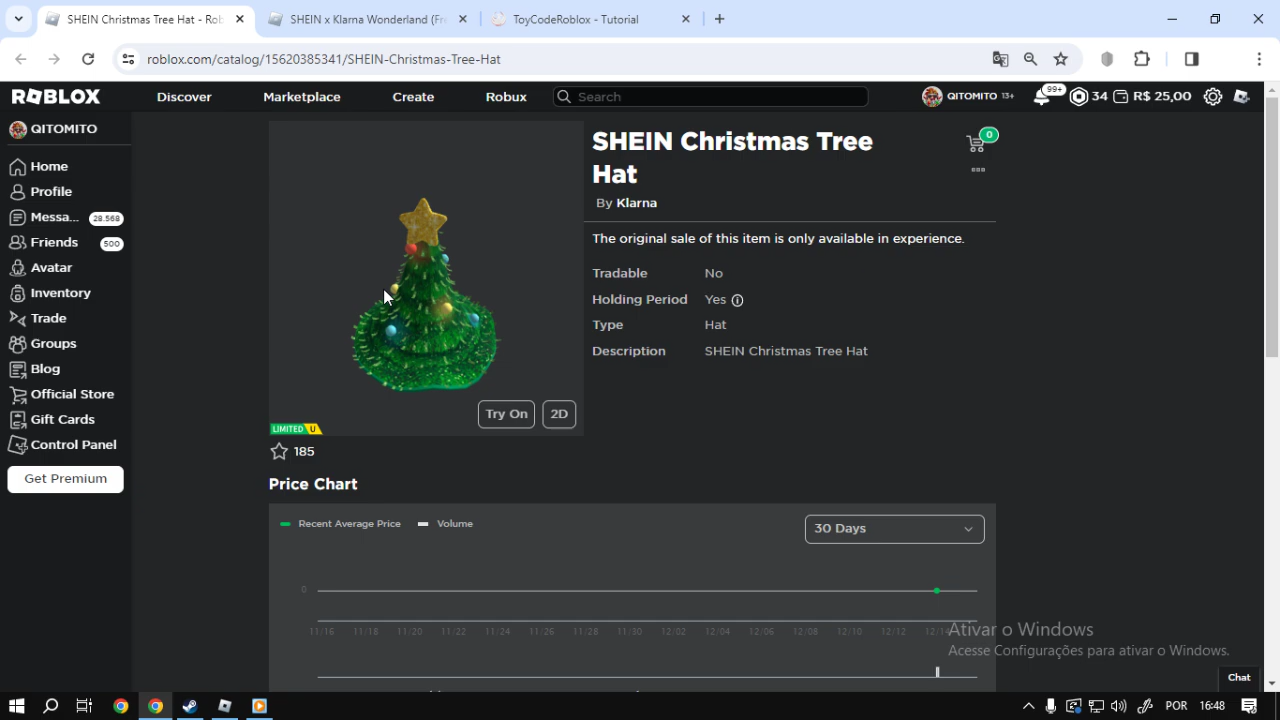 SHEIN Christmas Tree Hat - Rob
SHEIN x Klarna Wonderland (Fr
ToyCodeRoblox - Tutorial
roblox.com/catalog/15620385341/SHEIN-Christmas-Tree-Hat
ROBLOX
Discover
Marketplace
Create
Robux
Search
QITOMITO 13+
99+
34
R$ 25,00
QITOMITO
Home
Profile
Messa... 28.568
Friends 500
Avatar
Inventory
Trade
Groups
Blog
Official Store
Gift Cards
Control Panel
Get Premium
SHEIN Christmas Tree
Hat
0
By Klarna
The original sale of this item is only available in experience.
Tradable No
Holding Period Yes
Type Hat
Description SHEIN Christmas Tree Hat
Try On
2D
LIMITED U
185
Price Chart
Recent Average Price
Volume
30 Days
0
11/16 11/18 11/20 11/22 11/24 11/26 11/28 11/30 12/02 12/04 12/06 12/08 12/10 12/12 12/14
Ativar o Windows
Acesse Configurações para ativar o Windows.
Chat
POR
16:48